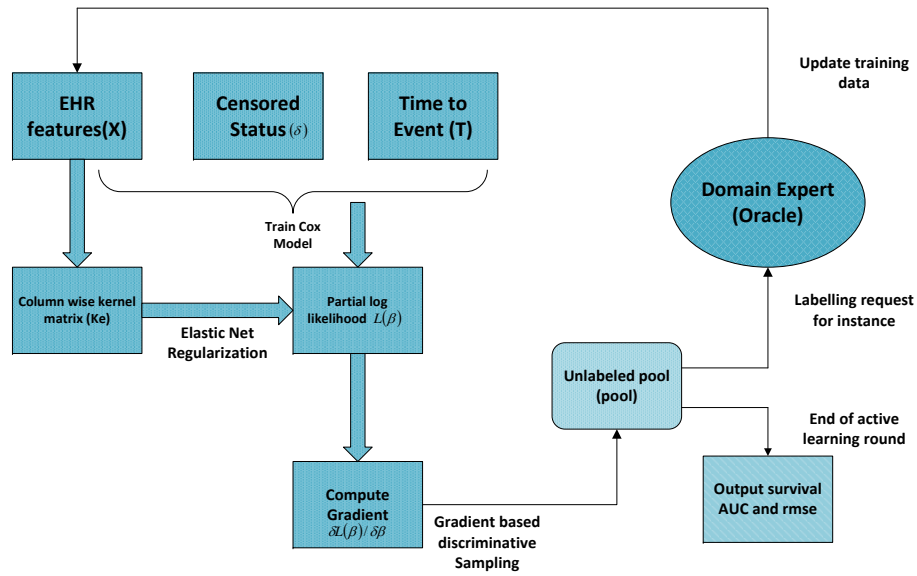 EHR
features(X)
Censored
Status(δ)
Time to
Event (T)
Update training
data
Domain Expert
(Oracle)
Train Cox
Model
Column wise kernel
matrix (Ke)
Elastic Net
Regularization
Partial log
likelihood L(β)
Labelling request
for instance
Unlabeled pool
(pool)
End of active
learning round
Compute
Gradient
δL(β)/δβ
Gradient based
discriminative
Sampling
Output survival
AUC and rmse